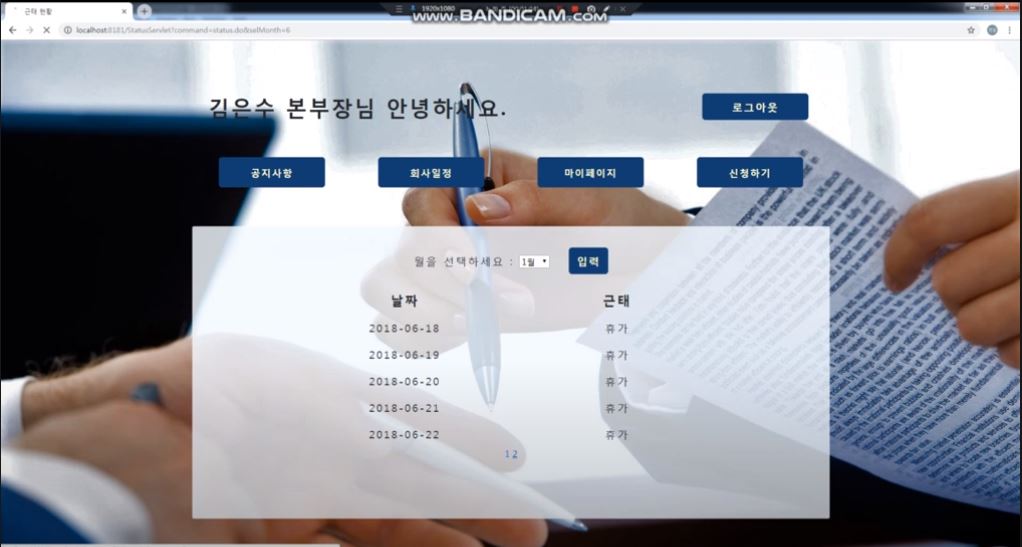 근태 현황
1920x1080
www.BANDICAM.com
localhost:8181/StatusServlet?command=status.do&selMonth=6
김은수 본부장님 안녕하세요.
로그아웃
공지사항 회사일정 마이페이지 신청하기
월을 선택하세요 : 1월 입력
날짜 근태
2018-06-18 휴가
2018-06-19 휴가
2018-06-20 휴가
2018-06-21 휴가
2018-06-22 휴가
1 2